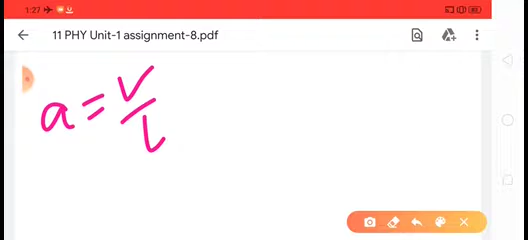 1:27
11 PHY Unit-1 assignment-8.pdf
a = v/t